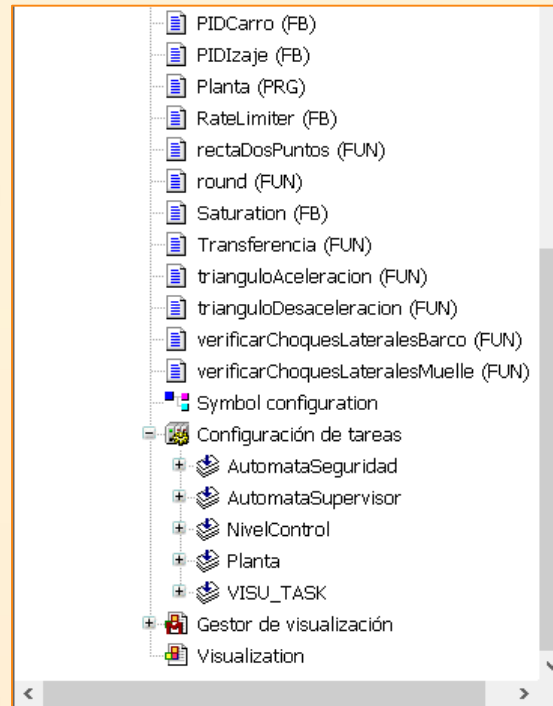 PIDCarro (FB)
PIDIzaje (FB)
Planta (PRG)
RateLimiter (FB)
rectaDosPuntos (FUN)
round (FUN)
Saturation (FB)
Transferencia (FUN)
trianguloAceleracion (FUN)
trianguloDesaceleracion (FUN)
verificarChoquesLateralesBarco (FUN)
verificarChoquesLateralesMuelle (FUN)
Symbol configuration
Configuración de tareas
AutomataSeguridad
AutomataSupervisor
NivelControl
Planta
VISU_TASK
Gestor de visualización
Visualization